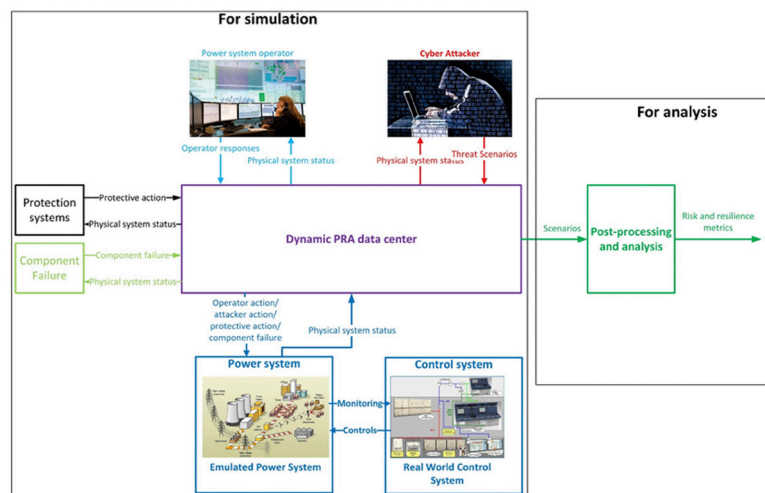 For simulation
Power system operator
Cyber Attacker
For analysis
Operator responses
Physical system status
Physical system status
Threat Scenarios
Protection
systems
Protective action
Physical system status
Component
Failure
Component failure
Physical system status
Dynamic PRA data center
Scenarios
Post-processing
and analysis
Risk and resilience
metrics
Operator action/
attacker action/
protective action/
component failure
Physical system status
Power system
Control system
Monitoring
Controls
Emulated Power System
Real World Control
System